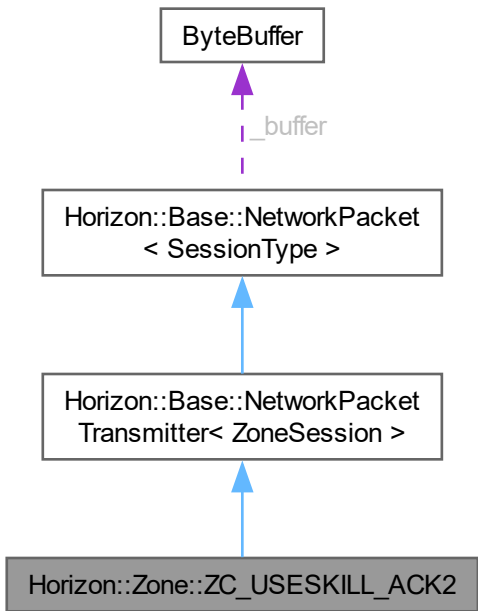 ByteBuffer
_buffer
Horizon::Base::NetworkPacket
< SessionType >
Horizon::Base::NetworkPacket
Transmitter< ZoneSession >
Horizon::Zone::ZC_USESKILL_ACK2